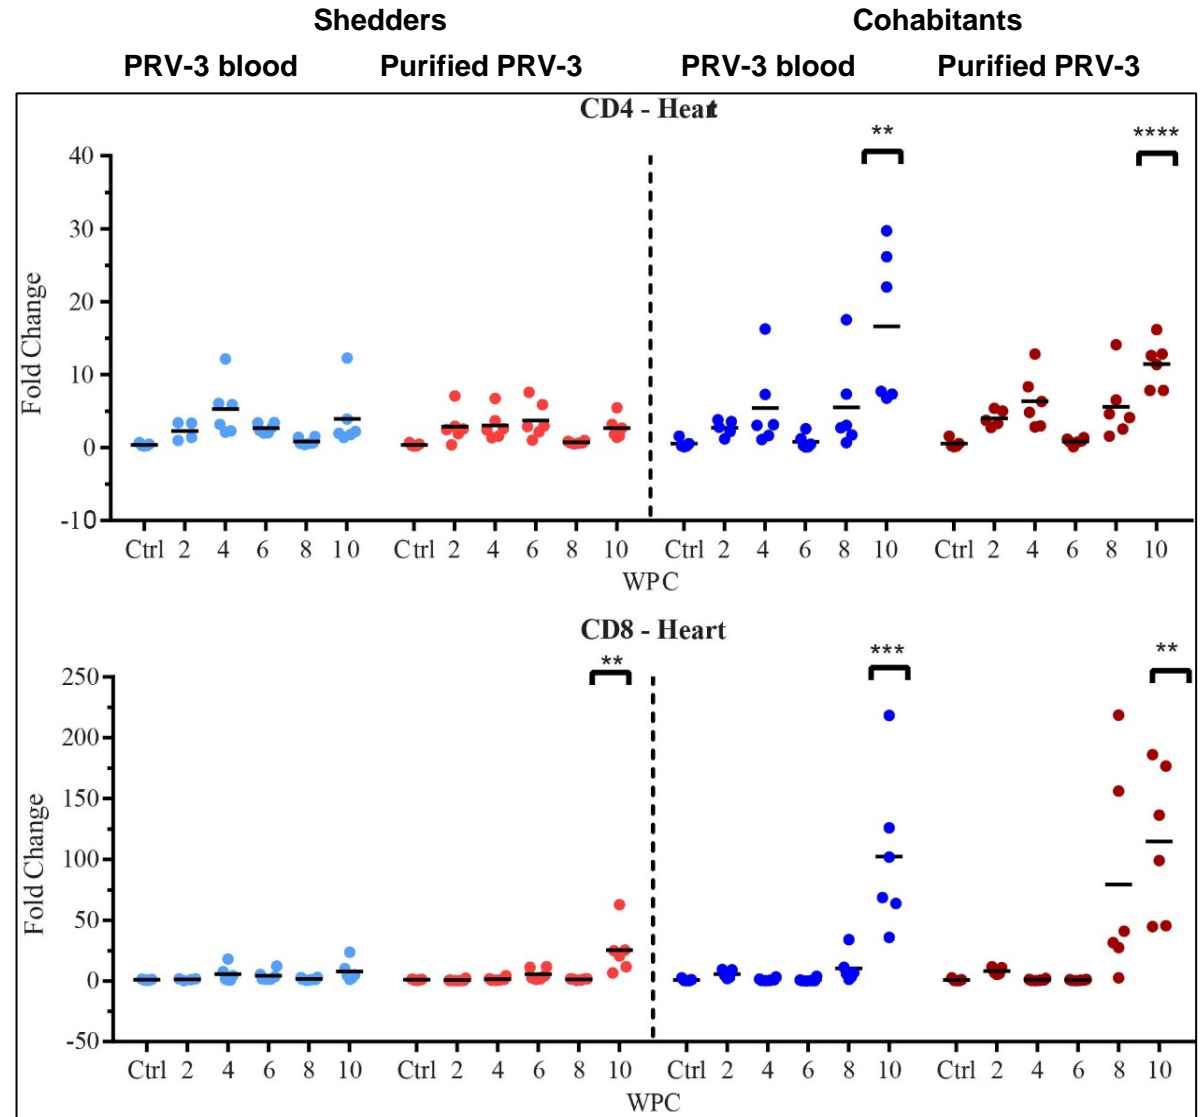 Shedders Cohabitants
PRV-3 blood Purified PRV-3 PRV-3 blood Purified PRV-3
CD4 - Heart
** ****
40
30
20
10
0
-10
Fold Change
Ctrl 2 4 6 8 10 Ctrl 2 4 6 8 10 Ctrl 2 4 6 8 10 Ctrl 2 4 6 8 10
WPC
CD8 - Heart
** *** **
250
200
150
100
50
0
-50
Fold Change
Ctrl 2 4 6 8 10 Ctrl 2 4 6 8 10 Ctrl 2 4 6 8 10 Ctrl 2 4 6 8 10
WPC